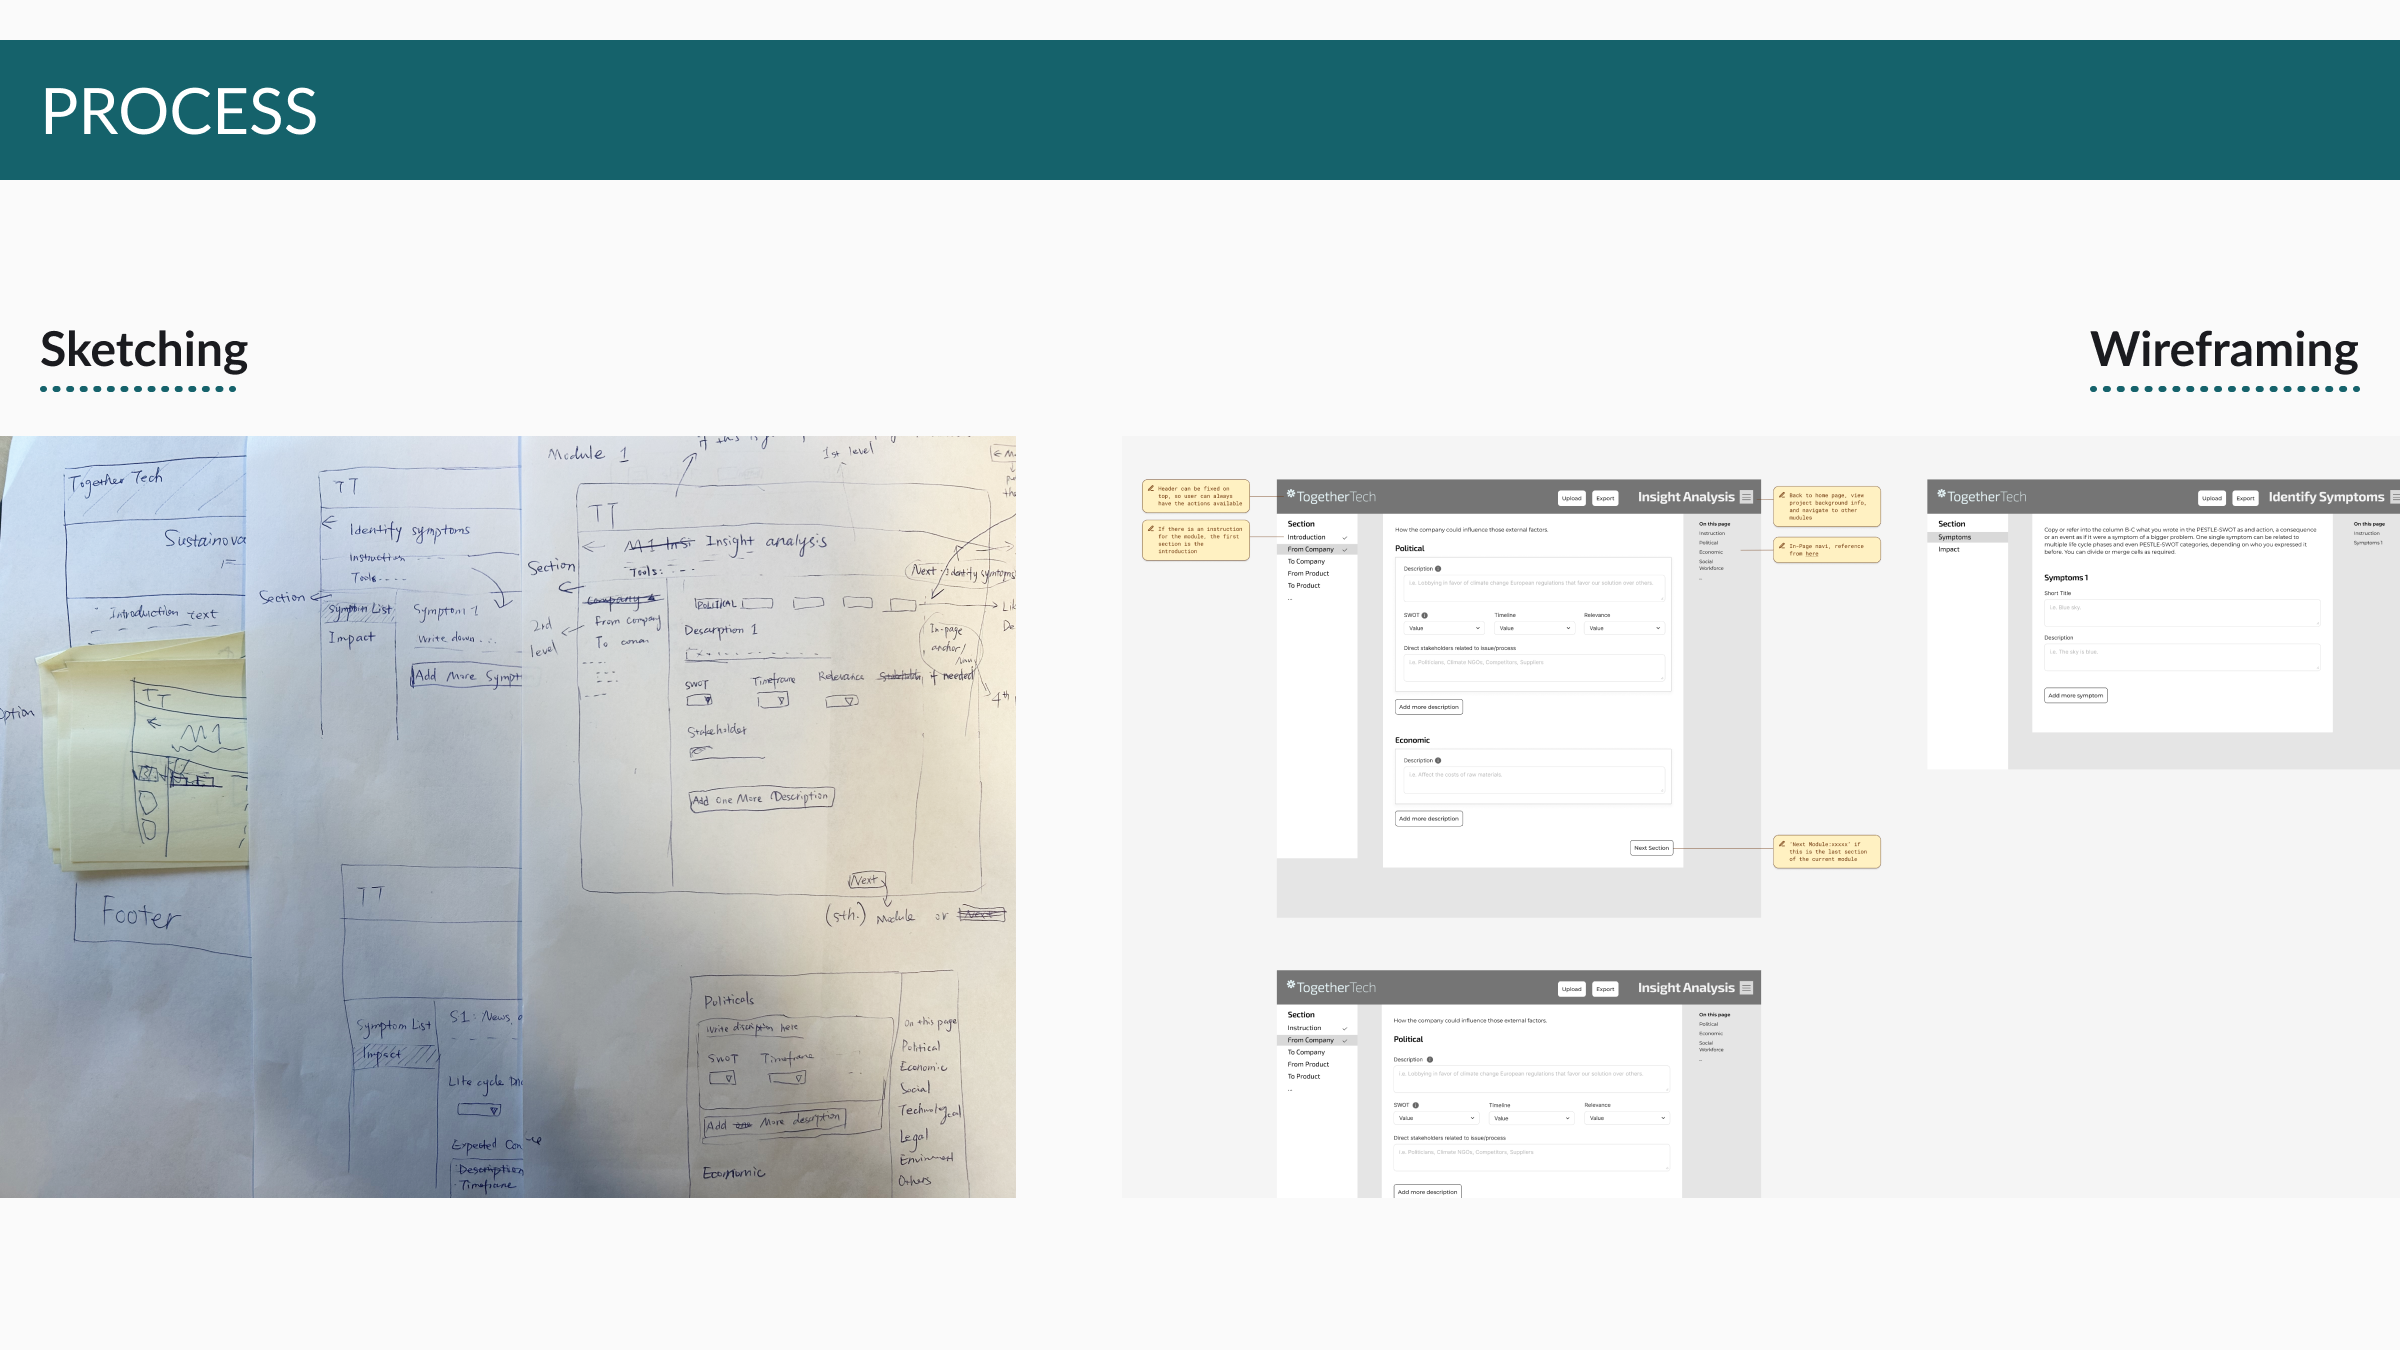 PROCESS
Sketching
Wireframing
Together Tech
Sustainova
Introduction text
TT
M1
Footer
TT
Identify symptoms
Instruction
Tools
Section
Symptom List
Impact
Symptom 1
Write down...
Add More Sympt
TT
Symptom List
Impact
S1: News,
Life cycle
Expected Con
Description
Timeframe
Module 1
1st level
TT
Insight analysis
Tools:
Section
Next: Identify symptoms
From company
To com
2nd
level
POLITICAL
Description 1
In-page
anchor/
Navi
SWOT
Timeframe
Relevance
if needed
4th
Stakeholder
Add one More Description
Next
(sth.) Module or
Politicals
Write discription here
SWOT
Timeframe
Add
More description
Economic
On this page
Political
Economic
Social
Technological
Legal
Envirnment
Others
Header can be fixed on
top, so user can always
have the actions available
If there is an instruction
for the module, the first
section is the
introduction
TogetherTech
Upload
Export
Insight Analysis
Section
Introduction
From Company
To Company
From Product
To Product
...
How the company could influence those external factors.
Political
Description
i.e. Lobbying in favor of climate change European regulations that favor our solution over others.
SWOT
Timeline
Relevance
Value
Value
Value
Direct stakeholders related to issue/process
i.e. Politicians, Climate NGOs, Competitors, Suppliers
Add more description
Economic
Description
i.e. Affect the costs of raw materials.
Add more description
Next Section
On this page
Instruction
Political
Economic
Social
Workforce
...
Back to home page, view
project background info,
and navigate to other
modules
In-Page navi, reference
from here
'Next Module:xxxxx' if
this is the last section
of the current module
TogetherTech
Upload
Export
Identify Symptoms
Section
Symptoms
Impact
Copy or refer into the column B-C what you wrote in the PESTLE-SWOT as and action, a consequence
or an event as if it were a symptom of a bigger problem. One single symptom can be related to
multiple life cycle phases and even PESTLE-SWOT categories, depending on who you expressed it
before. You can divide or merge cells as required.
Symptoms 1
Short Title
i.e. Blue sky.
Description
i.e. The sky is blue.
Add more symptom
On this page
Instruction
Symptoms 1
TogetherTech
Upload
Export
Insight Analysis
Section
Instruction
From Company
To Company
From Product
To Product
...
How the company could influence those external factors.
Political
Description
i.e. Lobbying in favor of climate change European regulations that favor our solution over others.
SWOT
Timeline
Relevance
Value
Value
Value
Direct stakeholders related to issue/process
i.e. Politicians, Climate NGOs, Competitors, Suppliers
Add more description
On this page
Political
Economic
Social
Workforce
...